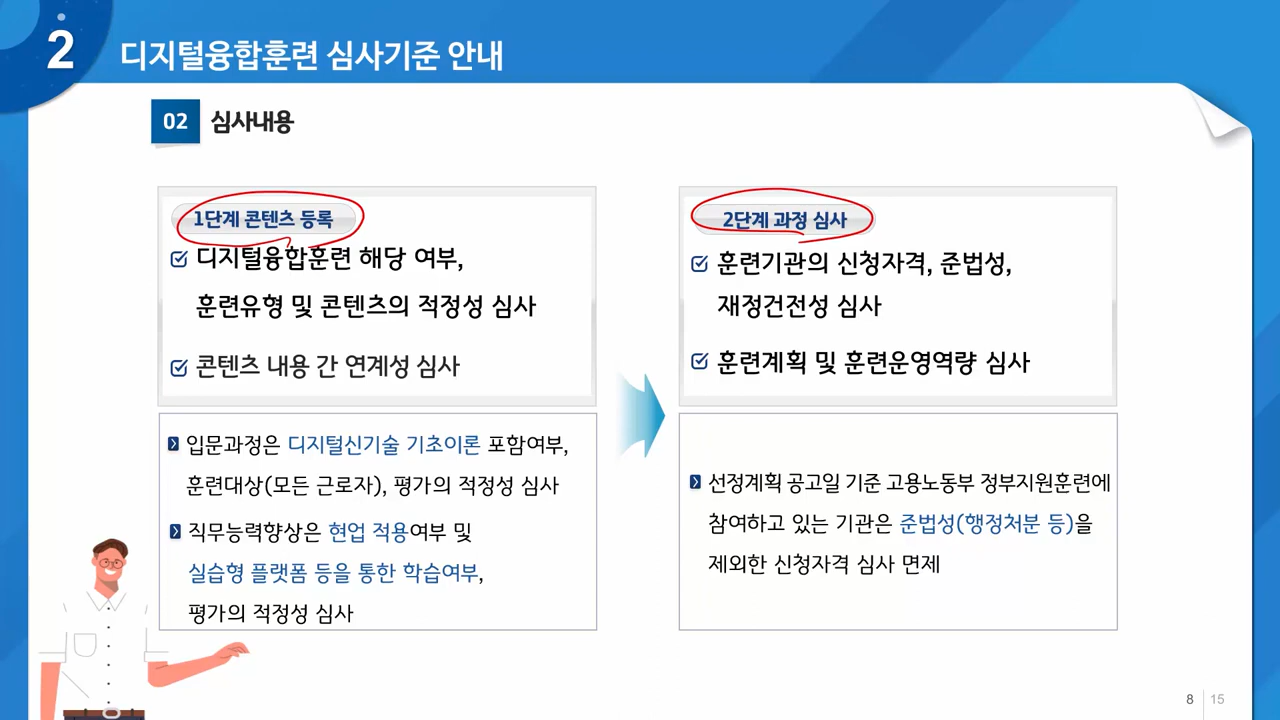 2
디지털융합훈련 심사기준 안내
02
심사내용
1단계 콘텐츠 등록
디지털융합훈련 해당 여부,
훈련유형 및 콘텐츠의 적정성 심사
콘텐츠 내용 간 연계성 심사
입문과정은 디지털신기술 기초이론 포함여부,
훈련대상(모든 근로자), 평가의 적정성 심사
직무능력향상은 현업 적용여부 및
실습형 플랫폼 등을 통한 학습여부,
평가의 적정성 심사
2단계 과정 심사
훈련기관의 신청자격, 준법성,
재정건전성 심사
훈련계획 및 훈련운영역량 심사
선정계획 공고일 기준 고용노동부 정부지원훈련에
참여하고 있는 기관은 준법성(행정처분 등)을
제외한 신청자격 심사 면제
8 15